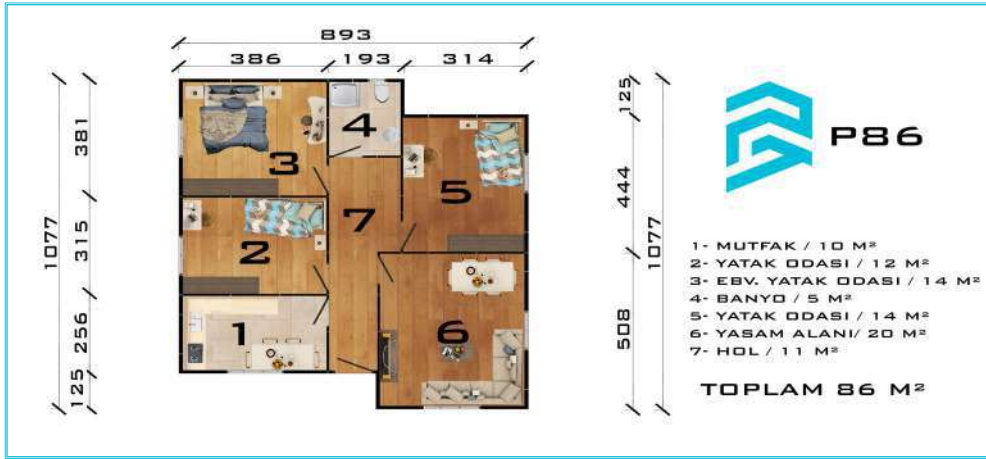 893
386 193 314
1077
381
315
256
125
3
4
5
7
2
1
6
125
444
508
1077
P86
1- MUTFAK / 10 M²
2- YATAK ODASI / 12 M²
3- EBV. YATAK ODASI / 14 M²
4- BANYO / 5 M²
5- YATAK ODASI / 14 M²
6- YASAM ALANI/ 20 M²
7- HOL / 11 M²
TOPLAM 86 M²